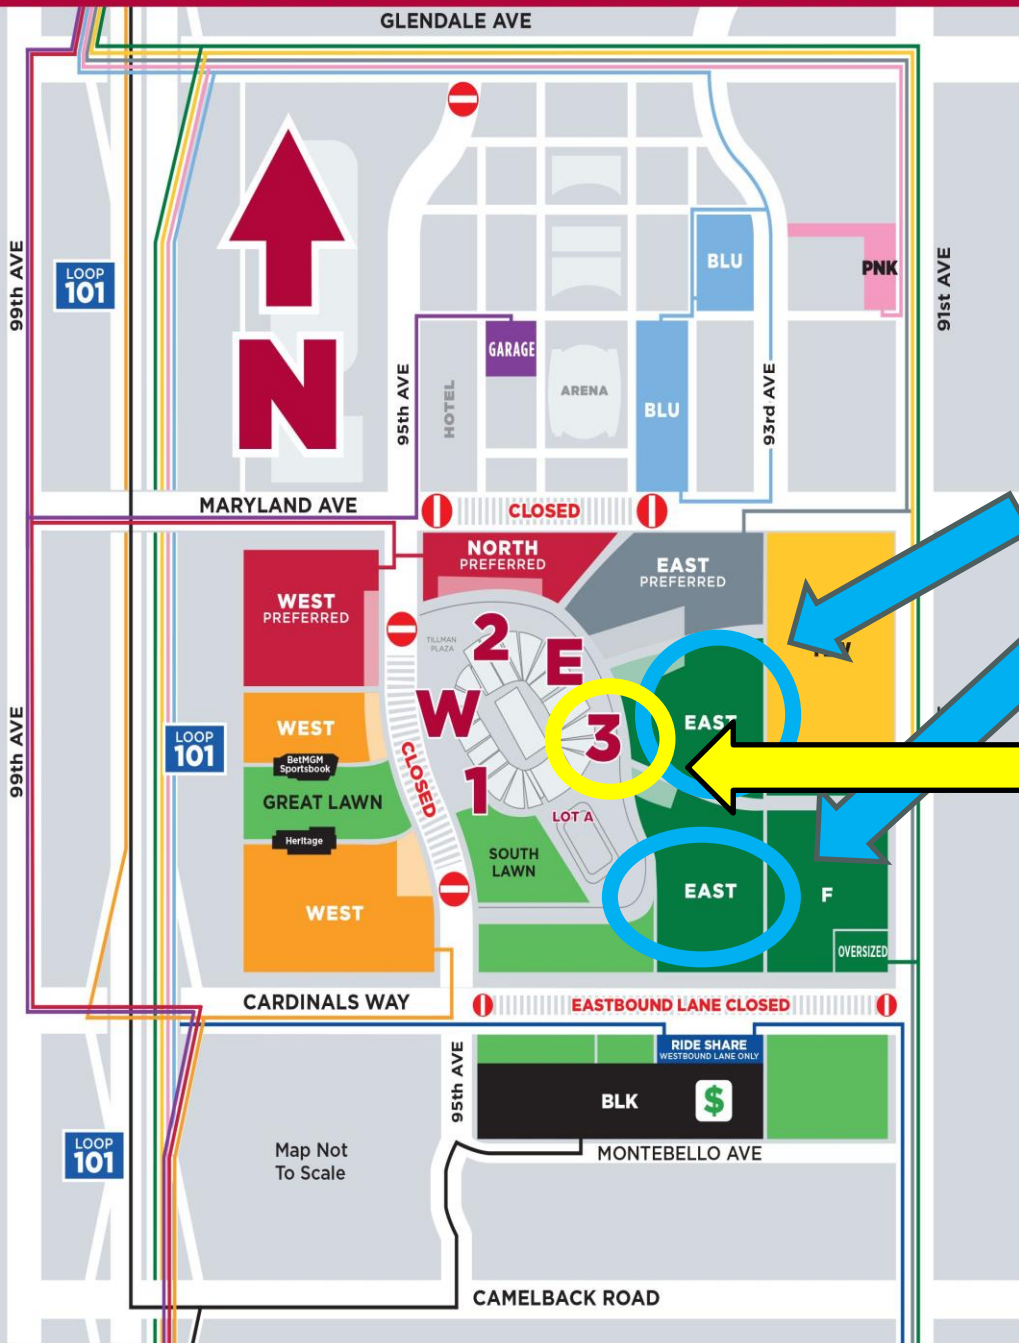 GLENDALE AVE
LOOP
101
99th AVE
N
95th AVE
HOTEL
GARAGE
ARENA
BLU
BLU
93rd AVE
PNK
91st AVE
MARYLAND AVE
CLOSED
NORTH
PREFERRED
EAST
PREFERRED
WEST
PREFERRED
TILLMAN
PLAZA
2
E
W
3
1
EAST
WEST
BetMGM
Sportsbook
GREAT LAWN
Heritage
WEST
CLOSED
99th AVE
LOOP
101
LOT A
SOUTH
LAWN
EAST
F
OVERSIZED
CARDINALS WAY
EASTBOUND LANE CLOSED
RIDE SHARE
WESTBOUND LANE ONLY
BLK
$
95th AVE
MONTEBELLO AVE
LOOP
101
Map Not
To Scale
CAMELBACK ROAD